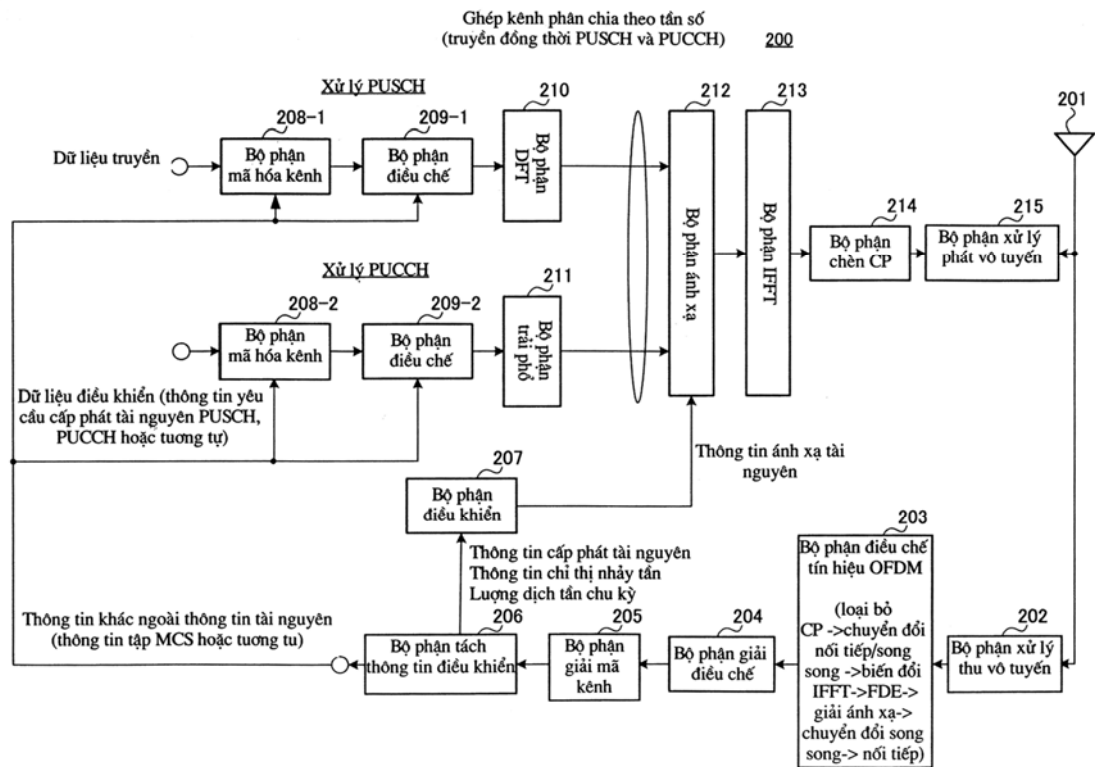 Ghép kênh phân chia theo tần số
(truyền đồng thời PUSCH và PUCCH)
200
Xử lý PUSCH
208-1
209-1
210
212
213
201
Dữ liệu truyền
Bộ phận
mã hóa kênh
Bộ phận
điều chế
Bộ phận
DFT
Bộ phận ánh xạ
Bộ phận IFFT
214
215
Bộ phận
chèn CP
Bộ phận xử lý
phát vô tuyến
Xử lý PUCCH
208-2
209-2
211
Bộ phận
mã hóa kênh
Bộ phận
điều chế
Bộ phận
trải phổ
Dữ liệu điều khiển (thông tin yêu
cầu cấp phát tài nguyên PUSCH,
PUCCH hoặc tương tự)
207
Bộ phận
điều khiển
Thông tin ánh xạ tài
nguyên
Thông tin cấp phát tài nguyên
Thông tin chỉ thị nhảy tần
Lượng dịch tần chu kỳ
Thông tin khác ngoài thông tin tài nguyên
(thông tin tập MCS hoặc tương tu)
206
Bộ phận tách
thông tin điều khiển
205
Bộ phận
giải mã
kênh
204
Bộ phận giải
điều chế
203
Bộ phận điều chế
tín hiệu OFDM
(loại bỏ
CP ->chuyển đổi
nối tiếp/song
song ->biến đổi
IFFT->FDE->
giải ánh xạ->
chuyển đổi song
song-> nối tiếp)
202
Bộ phận xử lý
thu vô tuyến